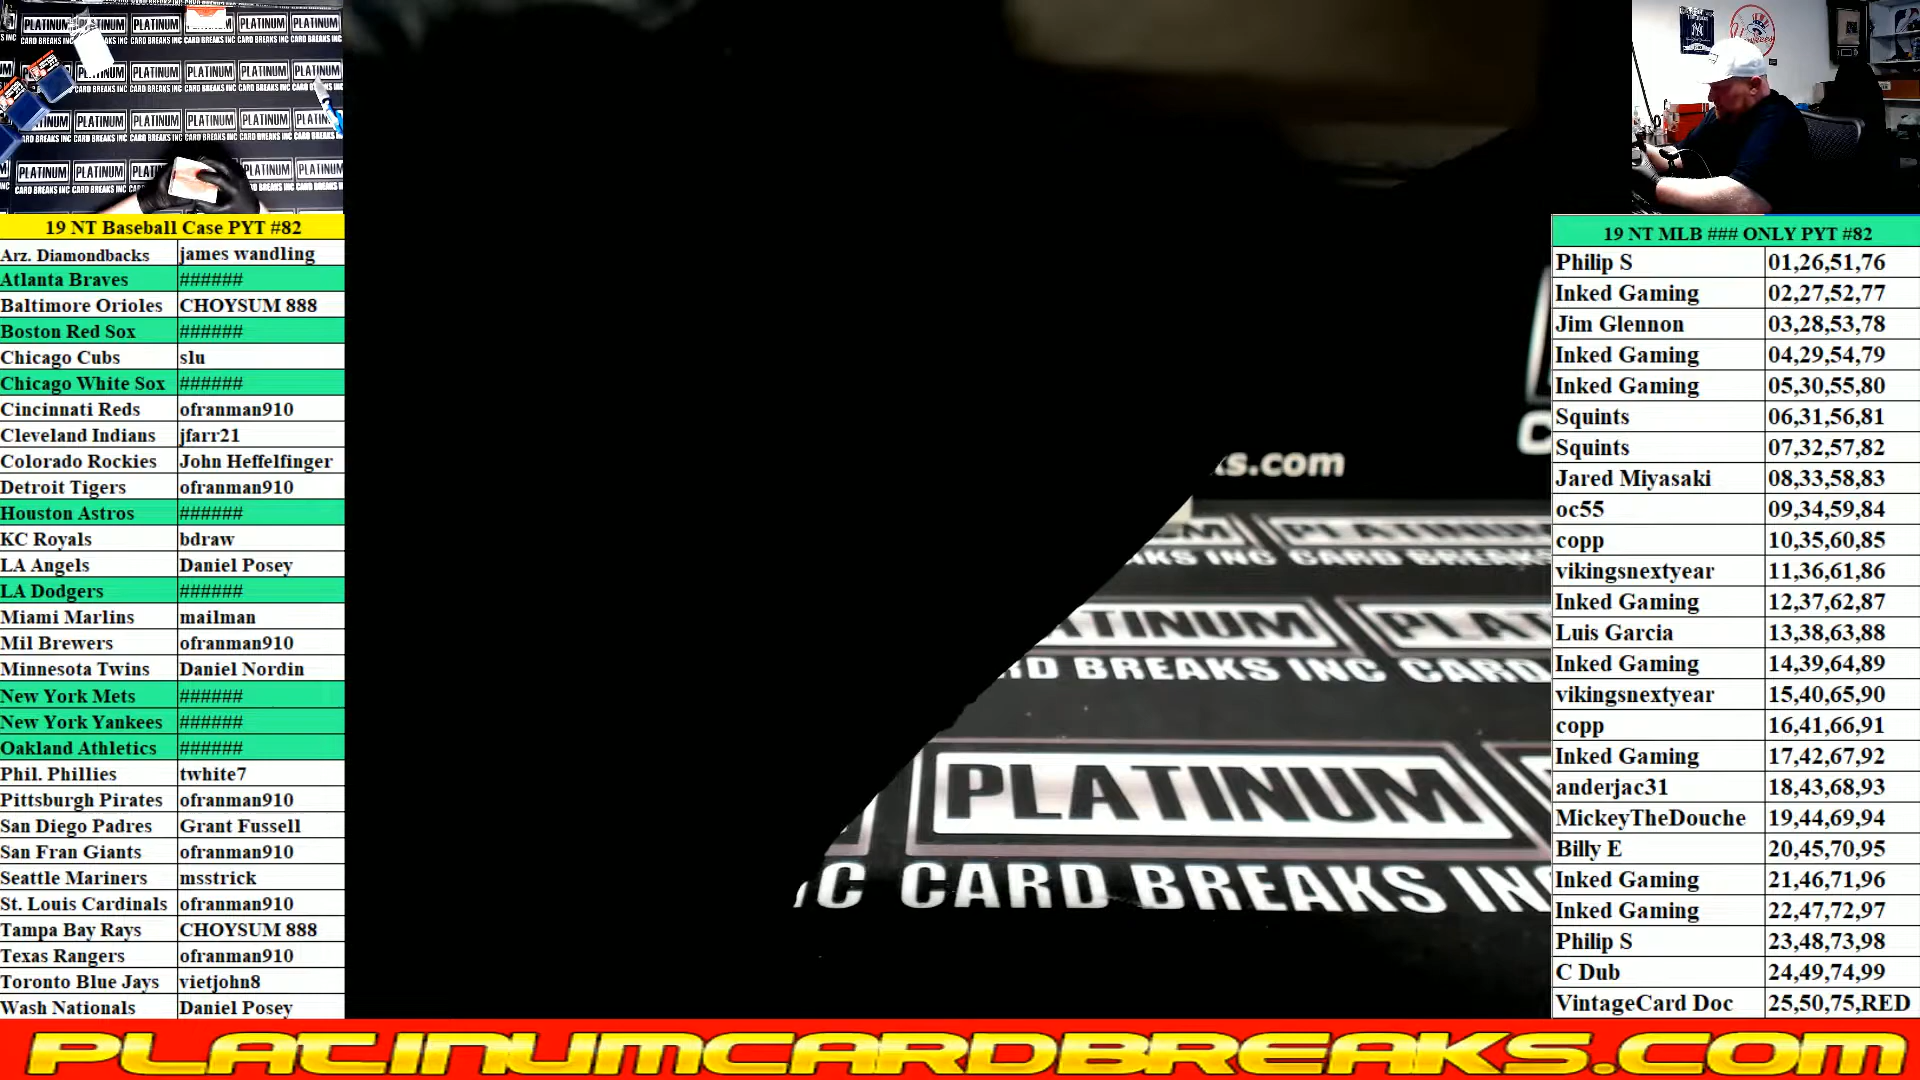 19 NT Baseball Case PYT #82
Arz. Diamondbacks james wandling
Atlanta Braves ######
Baltimore Orioles CHOYSUM 888
Boston Red Sox ######
Chicago Cubs slu
Chicago White Sox ######
Cincinnati Reds ofranman910
Cleveland Indians jfarr21
Colorado Rockies John Heffelfinger
Detroit Tigers ofranman910
Houston Astros ######
KC Royals bdraw
LA Angels Daniel Posey
LA Dodgers ######
Miami Marlins mailman
Mil Brewers ofranman910
Minnesota Twins Daniel Nordin
New York Mets ######
New York Yankees ######
Oakland Athletics ######
Phil. Phillies twhite7
Pittsburgh Pirates ofranman910
San Diego Padres Grant Fussell
San Fran Giants ofranman910
Seattle Mariners msstrick
St. Louis Cardinals ofranman910
Tampa Bay Rays CHOYSUM 888
Texas Rangers ofranman910
Toronto Blue Jays vietjohn8
Wash Nationals Daniel Posey
s.com
PLATINUM
CARD BREAKS
PLATINUM
CARD BREAKS INC CARD
PLATINUM
CARD BREAKS INC
19 NT MLB ### ONLY PYT #82
Philip S 01,26,51,76
Inked Gaming 02,27,52,77
Jim Glennon 03,28,53,78
Inked Gaming 04,29,54,79
Inked Gaming 05,30,55,80
Squints 06,31,56,81
Squints 07,32,57,82
Jared Miyasaki 08,33,58,83
oc55 09,34,59,84
copp 10,35,60,85
vikingsnextyear 11,36,61,86
Inked Gaming 12,37,62,87
Luis Garcia 13,38,63,88
Inked Gaming 14,39,64,89
vikingsnextyear 15,40,65,90
copp 16,41,66,91
Inked Gaming 17,42,67,92
anderjac31 18,43,68,93
MickeyTheDouche 19,44,69,94
Billy E 20,45,70,95
Inked Gaming 21,46,71,96
Inked Gaming 22,47,72,97
Philip S 23,48,73,98
C Dub 24,49,74,99
VintageCard Doc 25,50,75,RED
PLATINUMCARDBREAKS.COM